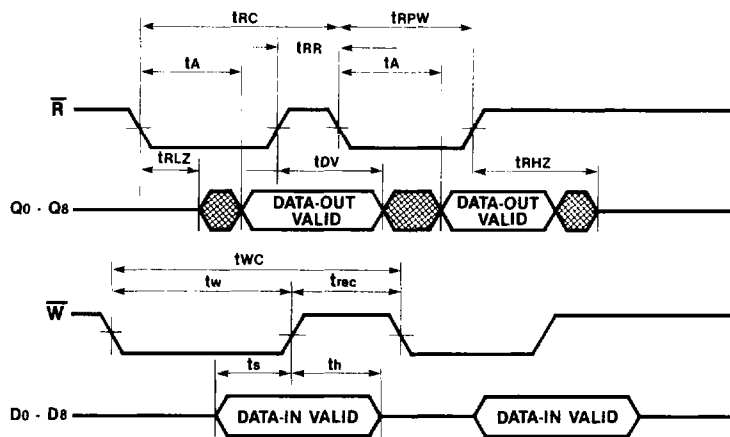 tRC
tRPW
tRR
tA
tA
R
tRLZ
tDV
tRHZ
Q0 - Q8
DATA-OUT
VALID
DATA-OUT
VALID
tWC
tw
trec
W
ts
th
D0 - D8
DATA-IN VALID
DATA-IN VALID